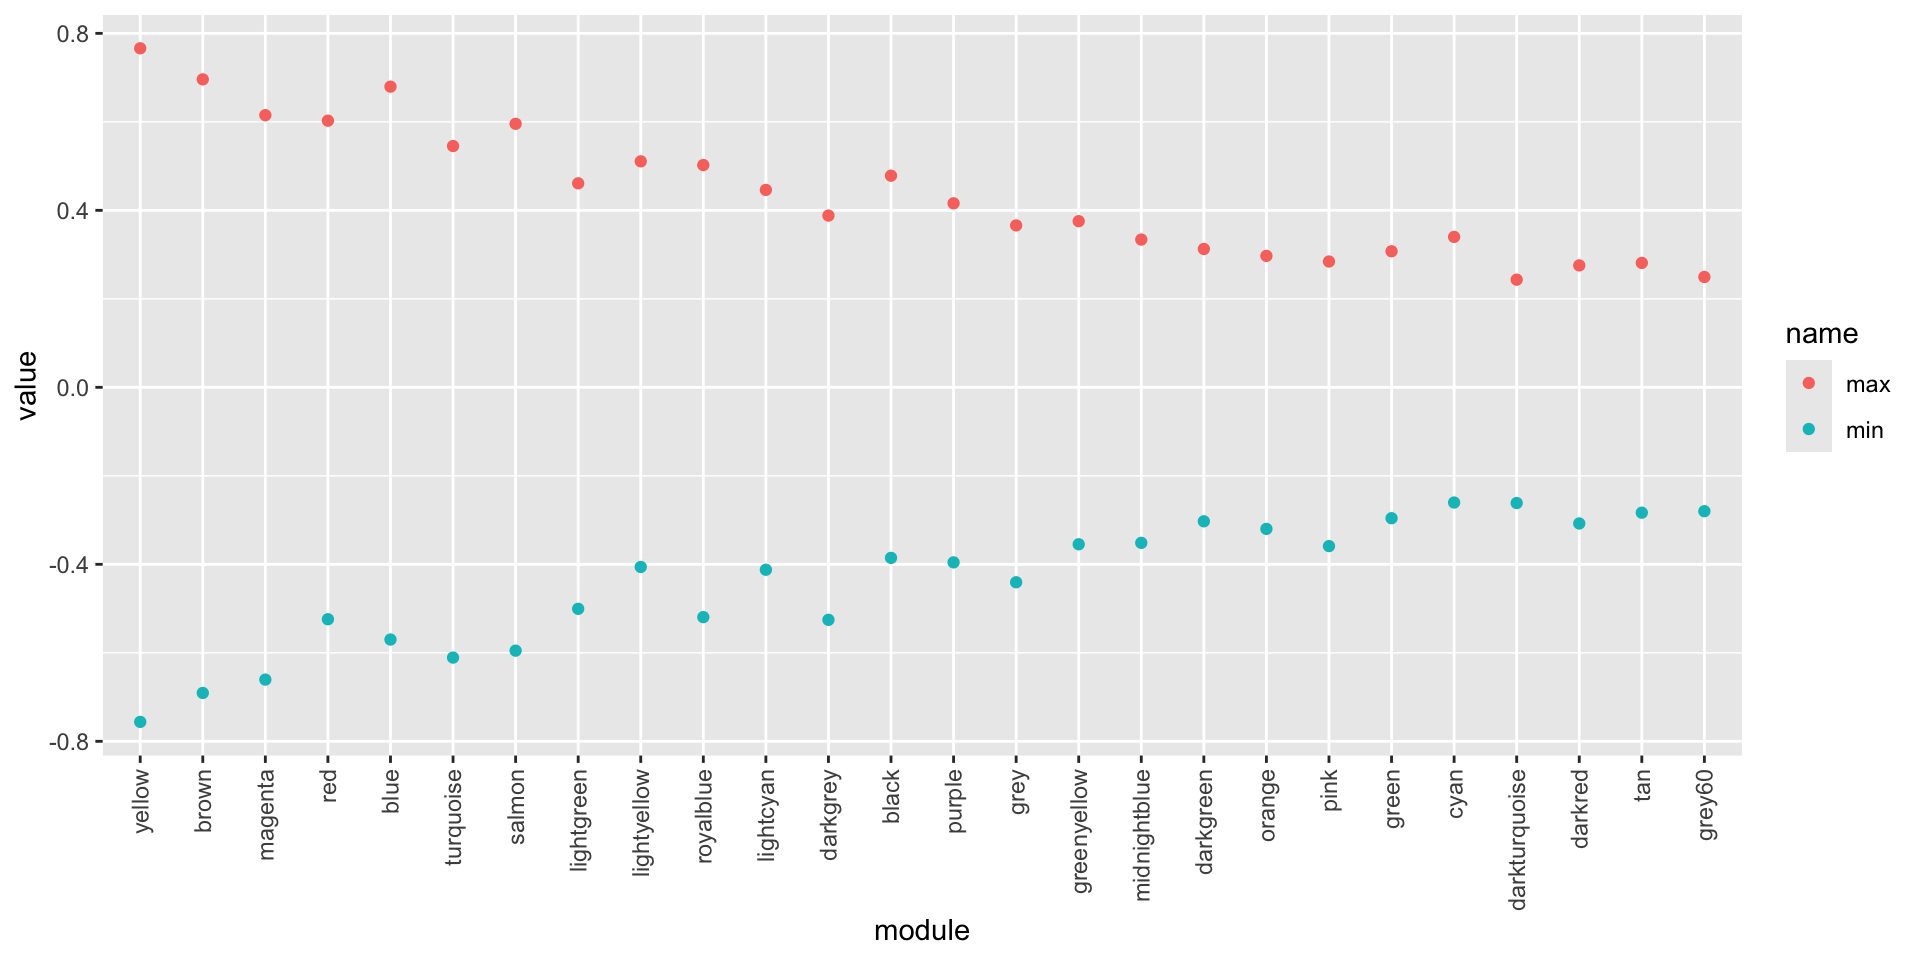 0.8
0.4
0.0
-0.4
-0.8
value
yellow
brown
magenta
red
blue
turquoise
salmon
lightgreen
lightyellow
royalblue
lightcyan
darkgrey
black
purple
grey
greenyellow
midnightblue
darkgreen
orange
pink
green
cyan
darkturquoise
darkred
tan
grey60
module
name
max
min